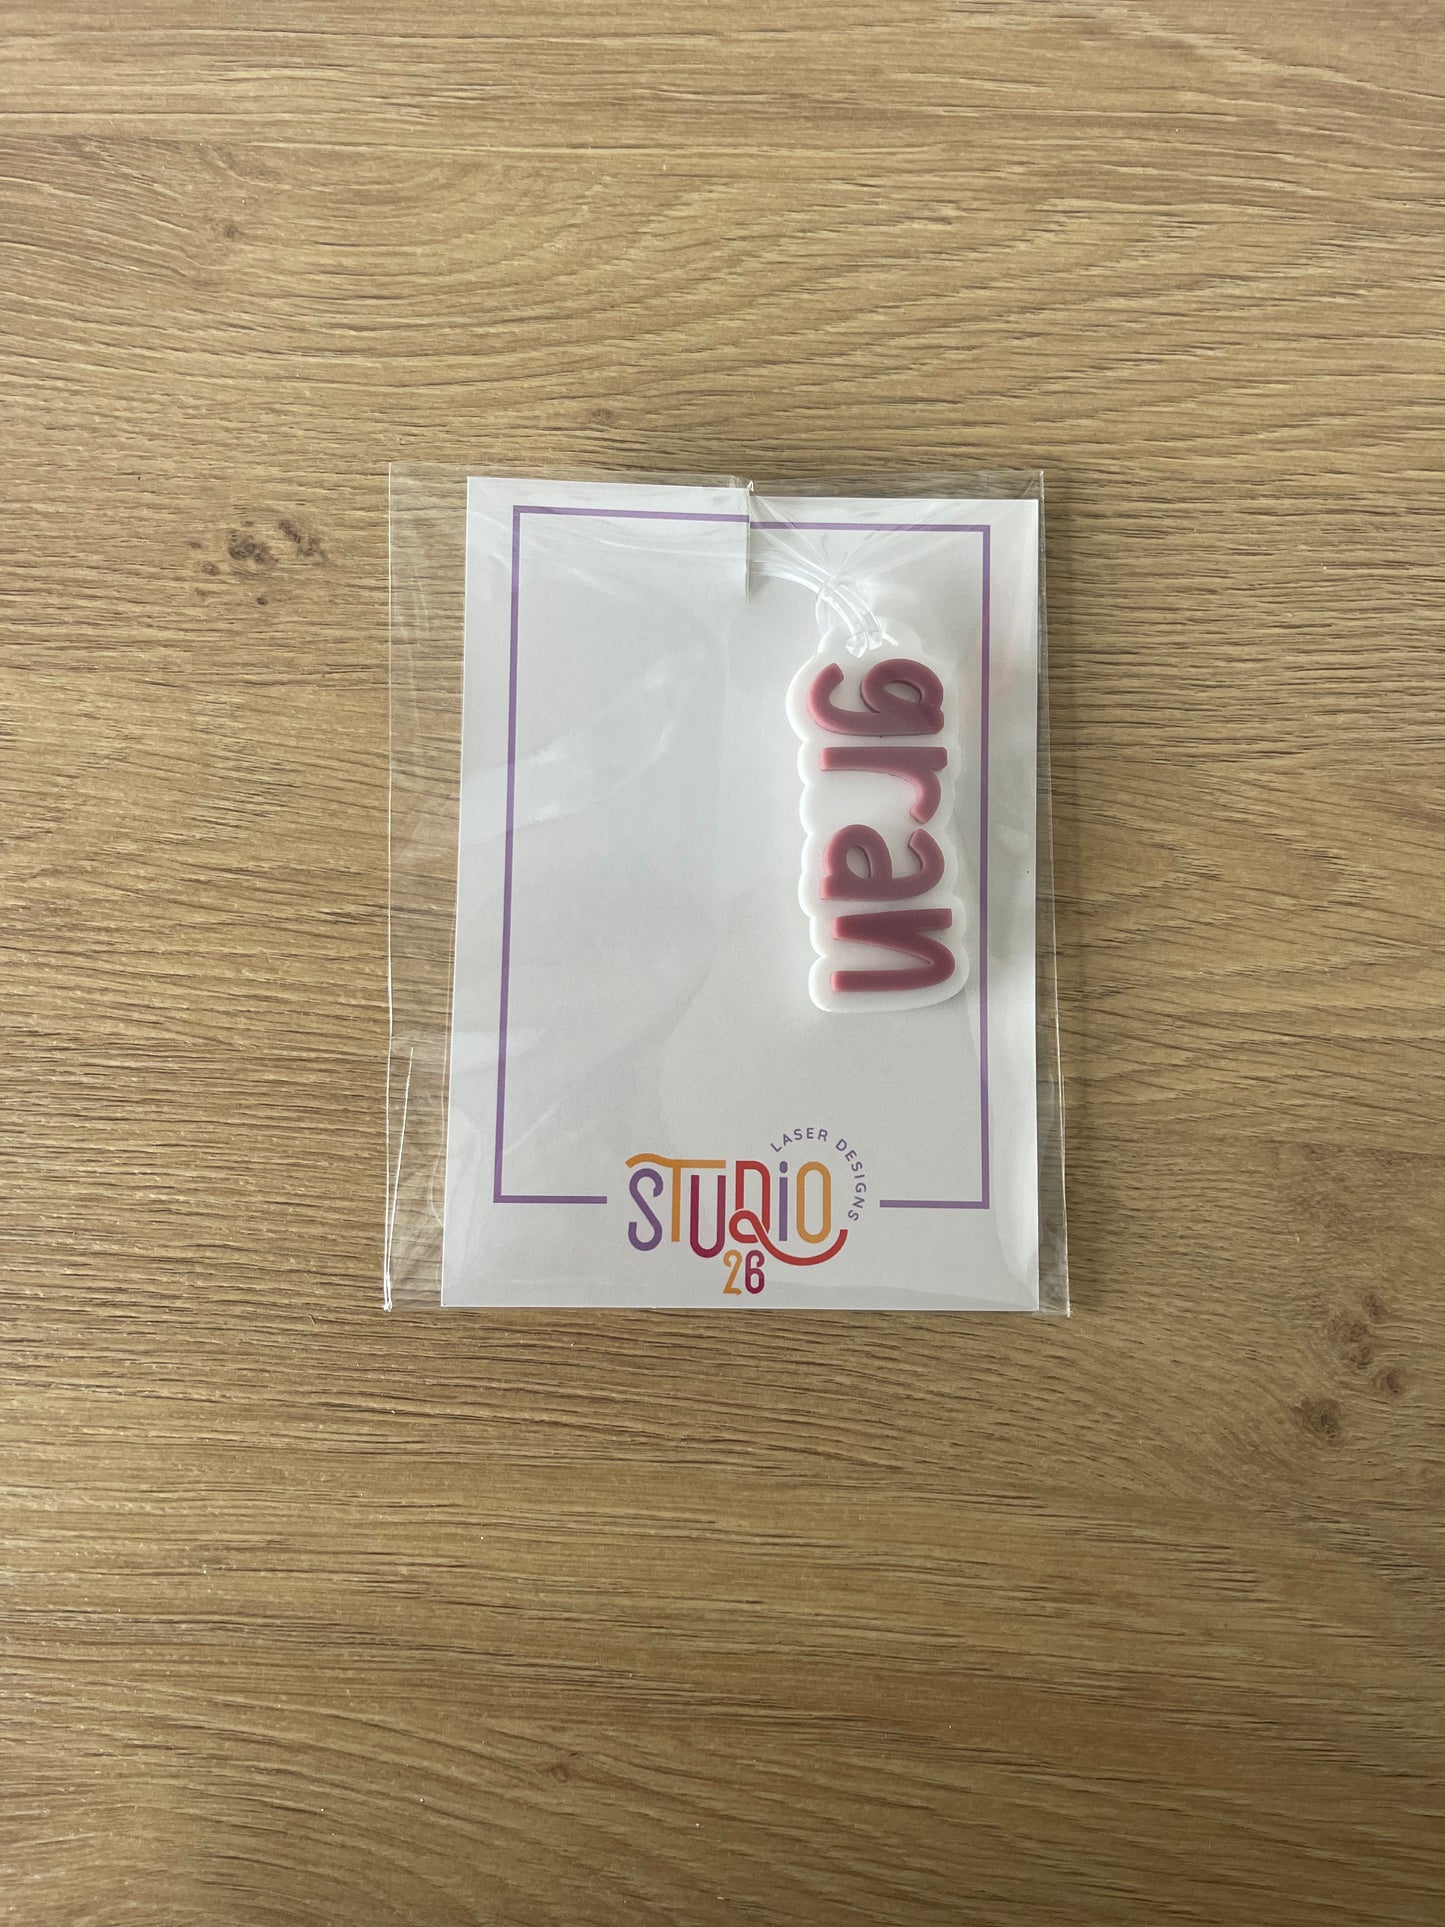 gran
LASER DESIGNS
STUDIO
26